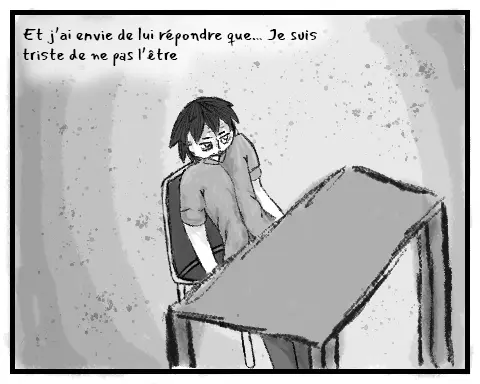 Et j'ai envie de lui répondre que... Je suis
triste de ne pas l'être